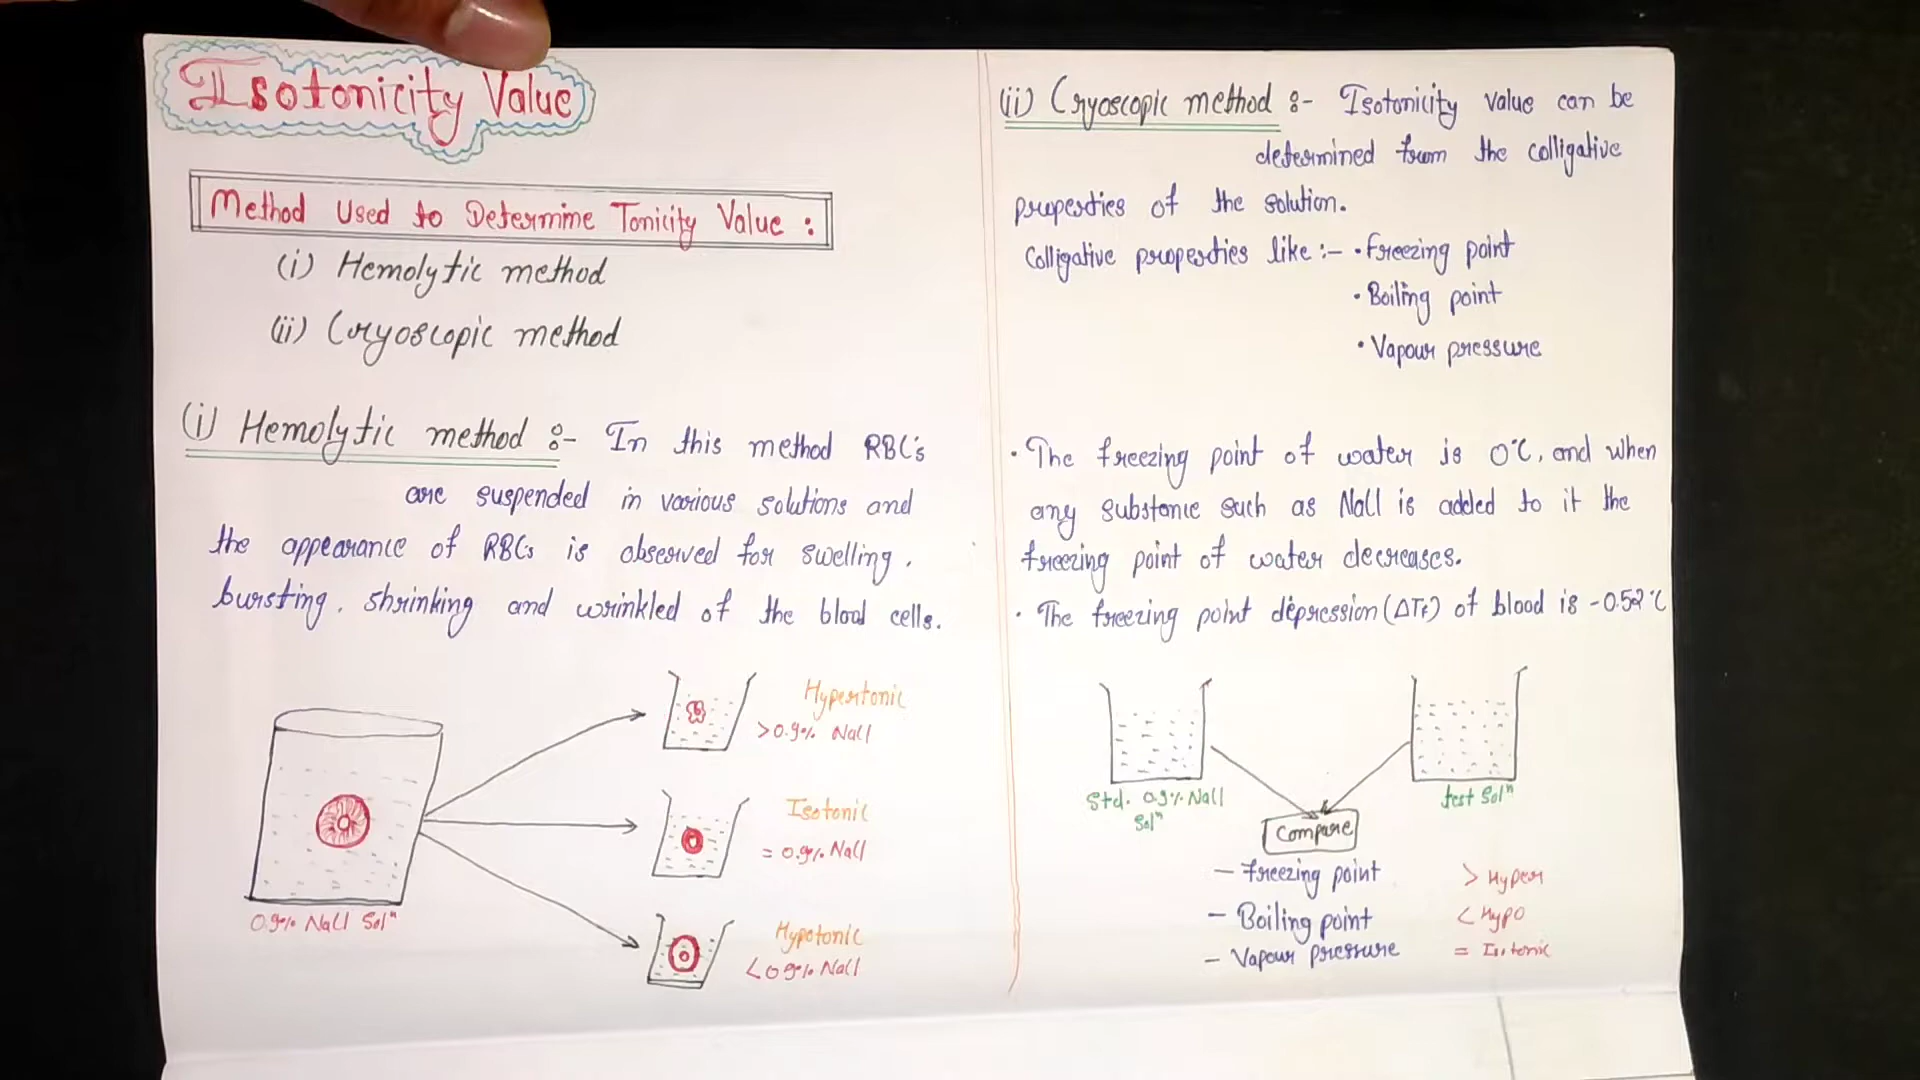 Isotonicity Value
Method Used to Determine Tonicity Value :
(i) Hemolytic method
(ii) Cryoscopic method
(i) Hemolytic method :- In this method RBC's
are suspended in various solutions and
the appearance of RBCs is observed for swelling,
bursting, shrinking and wrinkled of the blood cells.
0.9% NaCl Solⁿ
Hypertonic
>0.9% NaCl
Isotonic
= 0.9% NaCl
Hypotonic
<0.9% NaCl
(ii) Cryoscopic method :- Isotonicity value can be
determined from the colligative
properties of the solution.
Colligative properties like :- • Freezing point
• Boiling point
• Vapour pressure
• The freezing point of water is 0°C, and when
any substance such as NaCl is added to it the
freezing point of water decreases.
• The freezing point depression (ΔTf) of blood is -0.52°C
Std. 0.9% NaCl
Solⁿ
test Solⁿ
Compare
- Freezing point
- Boiling point
- Vapour pressure
> Hyper
< Hypo
= Isotonic